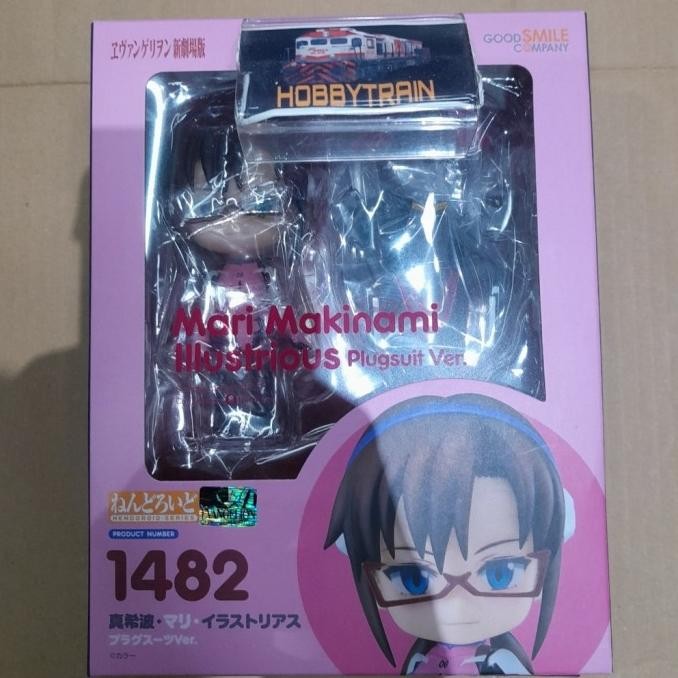 ヱヴァンゲリヲン新劇場版
GOOD SMILE
COMPANY
HOBBYTRAIN
Mari Makinami
Illustrious Plugsuit Ver.
ねんどろいど
NENDOROID SERIES
PRODUCT NUMBER
1482
真希波・マリ・イラストリアス
プラグスーツVer.
©カラー